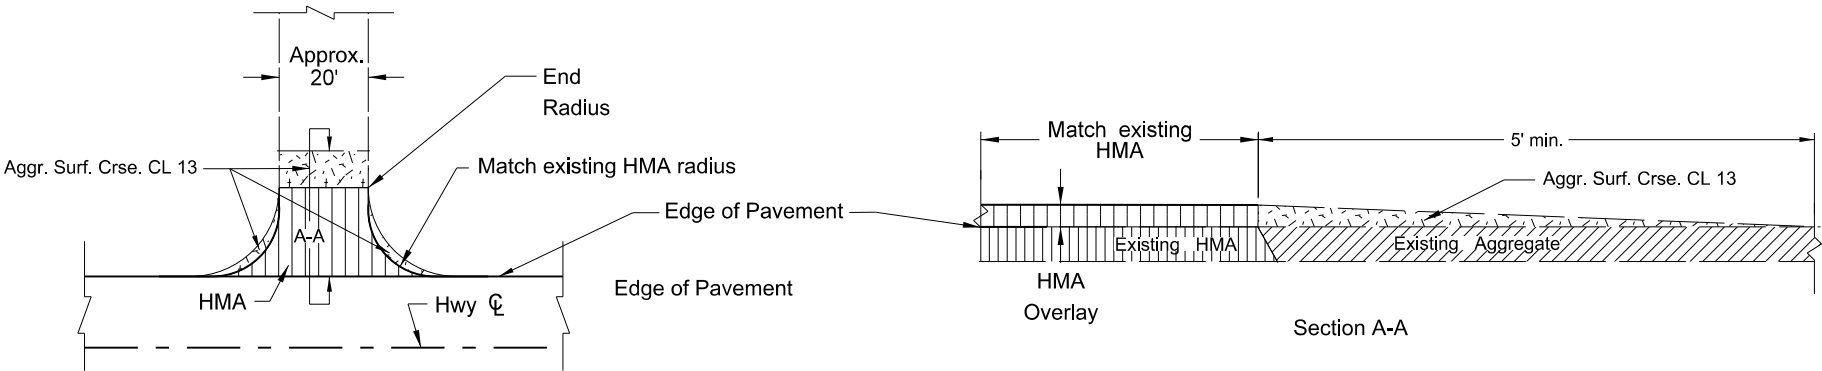 Approx.
20'
End
Radius
Aggr. Surf. Crse. CL 13
Match existing HMA radius
Edge of Pavement
A-A
HMA
Hwy ℄
Edge of Pavement
Match existing
HMA
5' min.
Aggr. Surf. Crse. CL 13
Existing HMA
Existing Aggregate
HMA
Overlay
Section A-A